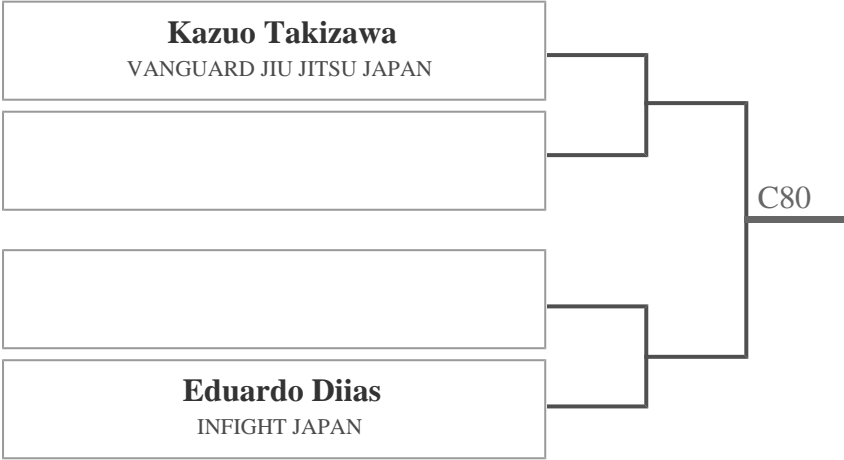 Kazuo Takizawa
VANGUARD JIU JITSU JAPAN
C80
Eduardo Diias
INFIGHT JAPAN